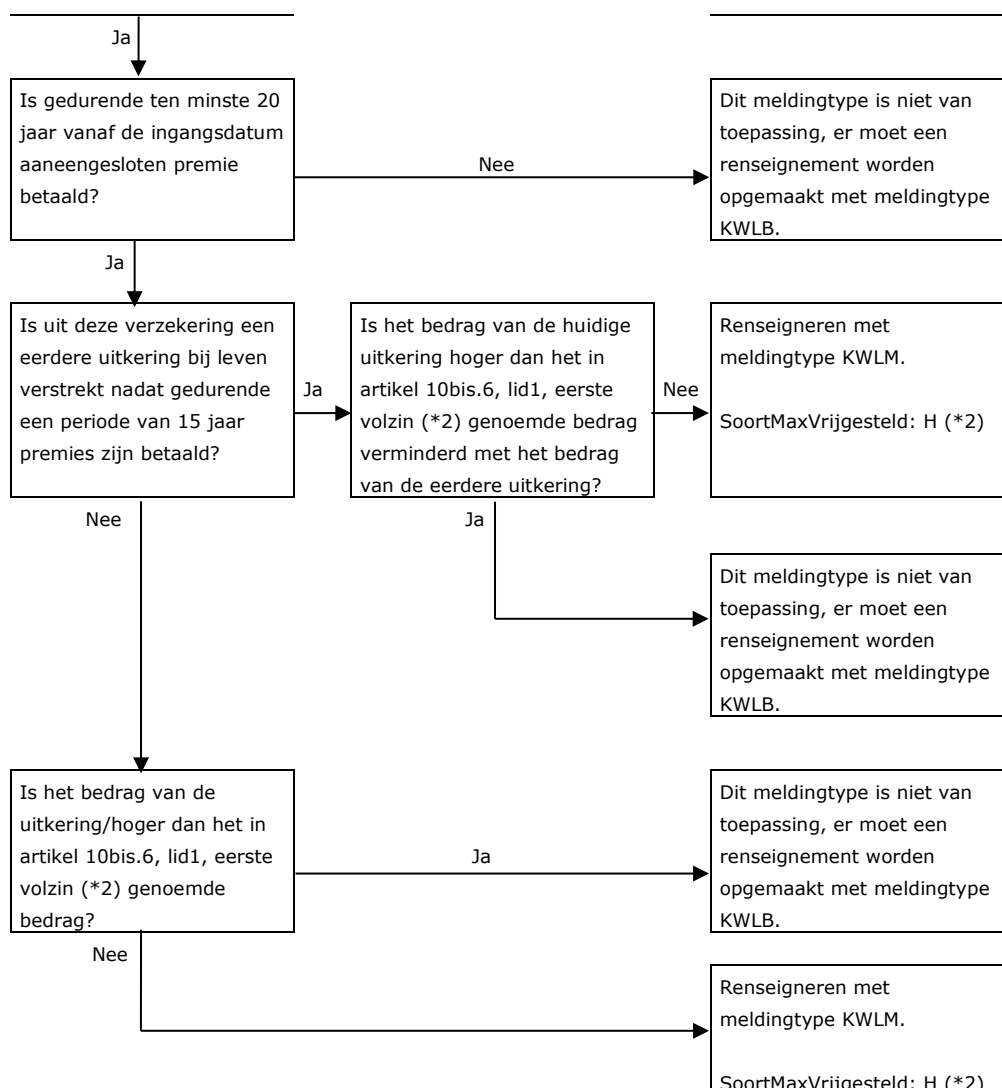 Ja
Is gedurende ten minste 20
jaar vanaf de ingangsdatum
aaneengesloten premie
betaald?
Nee
Dit meldingtype is niet van
toepassing, er moet een
renseignement worden
opgemaakt met meldingtype
KWLB.
Ja
Is uit deze verzekering een
eerdere uitkering bij leven
verstrekt nadat gedurende
een periode van 15 jaar
premies zijn betaald?
Ja
Is het bedrag van de huidige
uitkering hoger dan het in
artikel 10bis.6, lid1, eerste
volzin (*2) genoemde bedrag
verminderd met het bedrag
van de eerdere uitkering?
Nee
Renseigneren met
meldingtype KWLM.
SoortMaxVrijgesteld: H (*2)
Nee
Ja
Dit meldingtype is niet van
toepassing, er moet een
renseignement worden
opgemaakt met meldingtype
KWLB.
Is het bedrag van de
uitkering/hoger dan het in
artikel 10bis.6, lid1, eerste
volzin (*2) genoemde
bedrag?
Ja
Dit meldingtype is niet van
toepassing, er moet een
renseignement worden
opgemaakt met meldingtype
KWLB.
Nee
Renseigneren met
meldingtype KWLM.
SoortMaxVrijgesteld: H (*2)